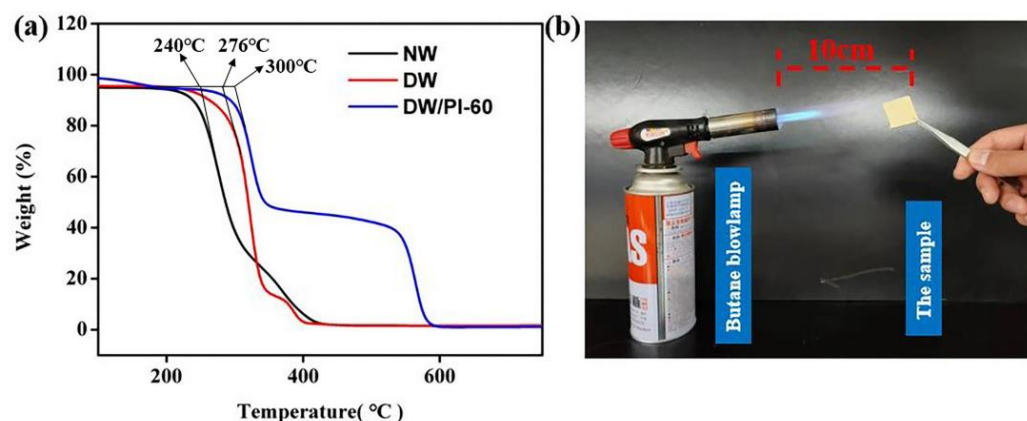 (a)
120
100
80
60
40
20
0
Weight (%)
240℃
276℃
300℃
NW
DW
DW/PI-60
200
400
600
Temperature( ℃ )
(b)
10cm
Butane blowlamp
The sample
AS